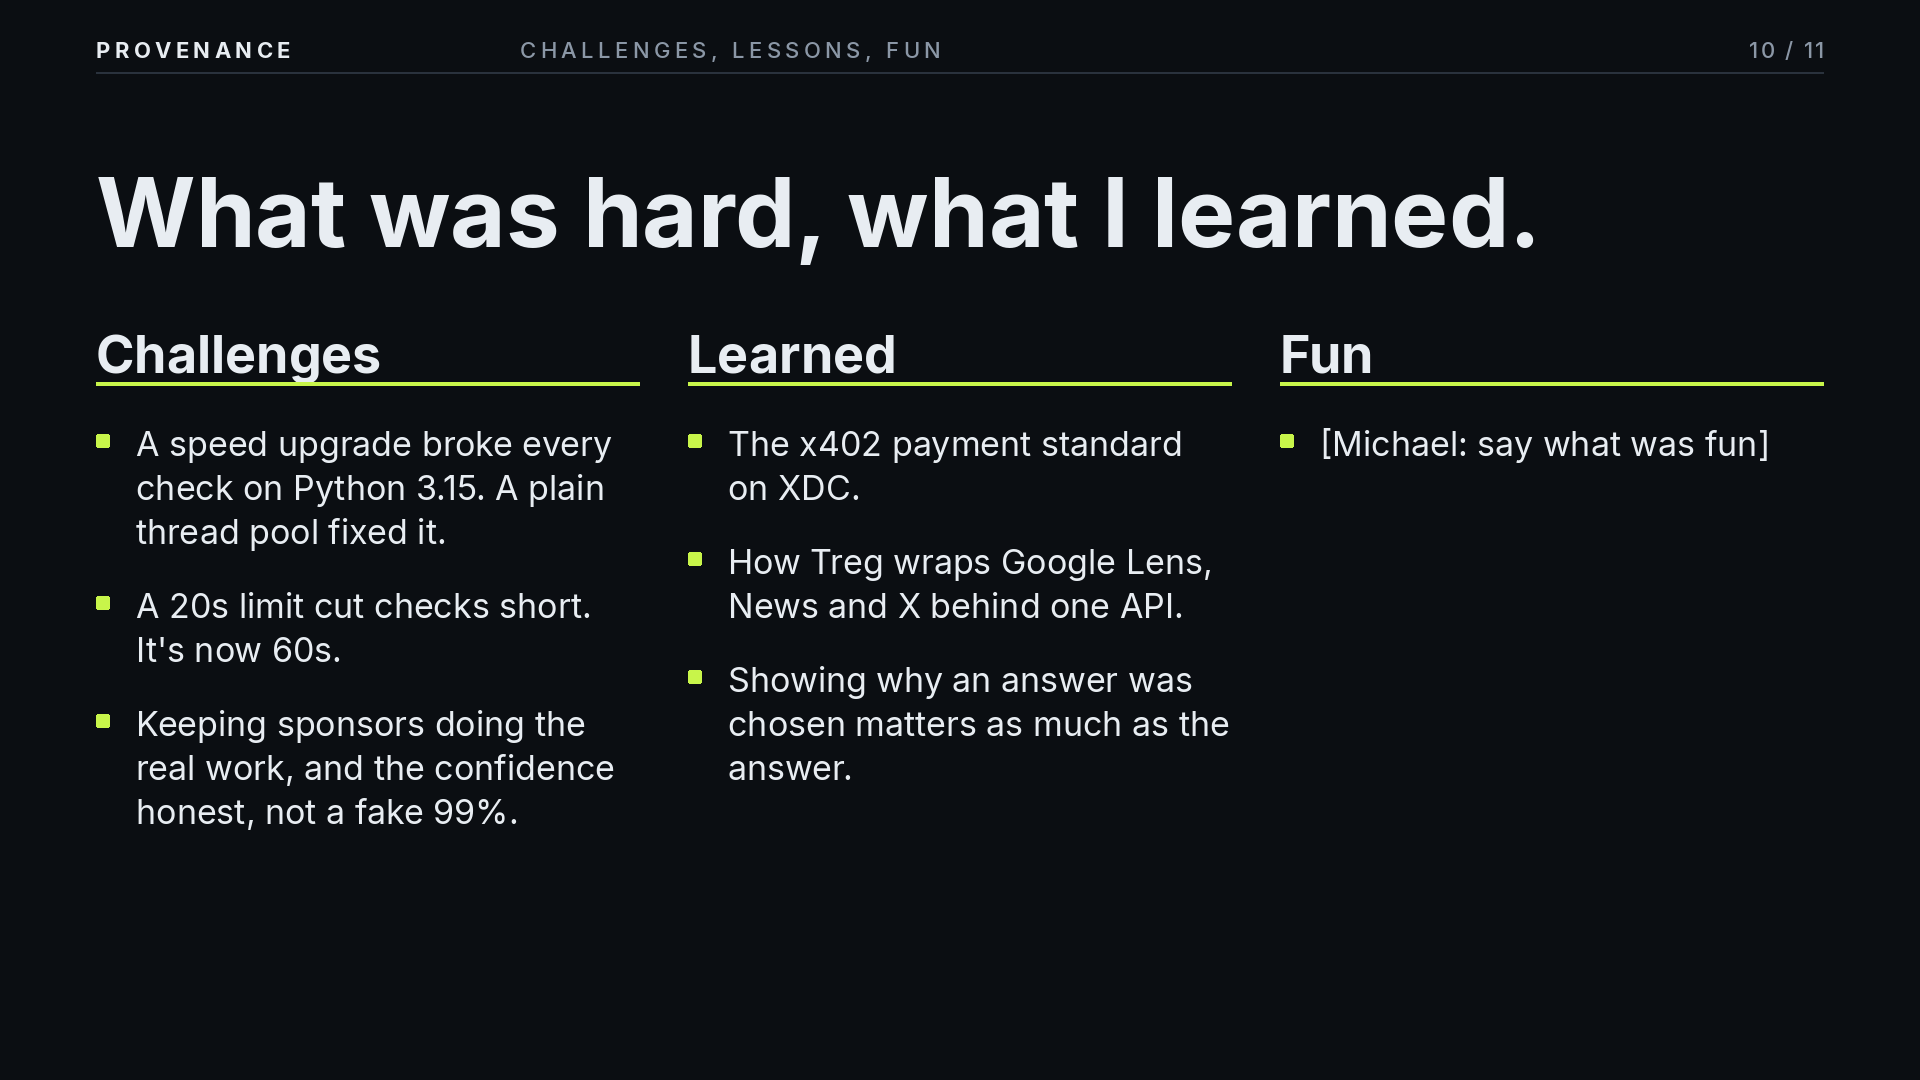 PROVENANCE
CHALLENGES, LESSONS, FUN
10 / 11
What was hard, what I learned.
Challenges
A speed upgrade broke every
check on Python 3.15. A plain
thread pool fixed it.
A 20s limit cut checks short.
It's now 60s.
Keeping sponsors doing the
real work, and the confidence
honest, not a fake 99%.
Learned
The x402 payment standard
on XDC.
How Treg wraps Google Lens,
News and X behind one API.
Showing why an answer was
chosen matters as much as the
answer.
Fun
[Michael: say what was fun]